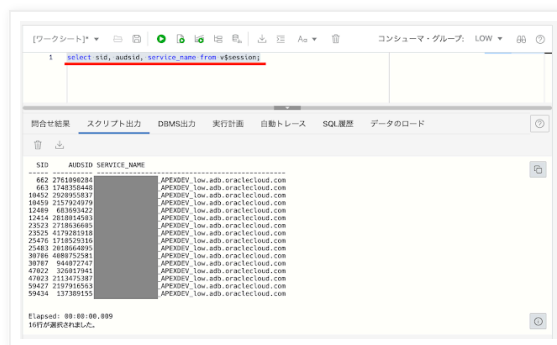 [ワークシート]* Aa コンシューマ・グループ: LOW
1 select sid, audsid, service_name from v$session;
問合せ結果 スクリプト出力 DBMS出力 実行計画 自動トレース SQL履歴 データのロード
SID AUDSID SERVICE_NAME
662 2761090284 _APEXDEV_low.adb.oraclecloud.com
663 1748358448 _APEXDEV_low.adb.oraclecloud.com
10452 2920955837 _APEXDEV_low.adb.oraclecloud.com
10459 2157924979 _APEXDEV_low.adb.oraclecloud.com
12409 683693422 _APEXDEV_low.adb.oraclecloud.com
12414 2818014503 _APEXDEV_low.adb.oraclecloud.com
23523 2718636605 _APEXDEV_low.adb.oraclecloud.com
23525 4179281918 _APEXDEV_low.adb.oraclecloud.com
25476 1710529316 _APEXDEV_low.adb.oraclecloud.com
25483 2018664095 _APEXDEV_low.adb.oraclecloud.com
30706 4080752581 _APEXDEV_low.adb.oraclecloud.com
30707 944072747 _APEXDEV_low.adb.oraclecloud.com
47022 326017941 _APEXDEV_low.adb.oraclecloud.com
47023 2113475387 _APEXDEV_low.adb.oraclecloud.com
59427 2197916563 _APEXDEV_low.adb.oraclecloud.com
59434 137389155 _APEXDEV_low.adb.oraclecloud.com
Elapsed: 00:00:00.009
16行が選択されました。